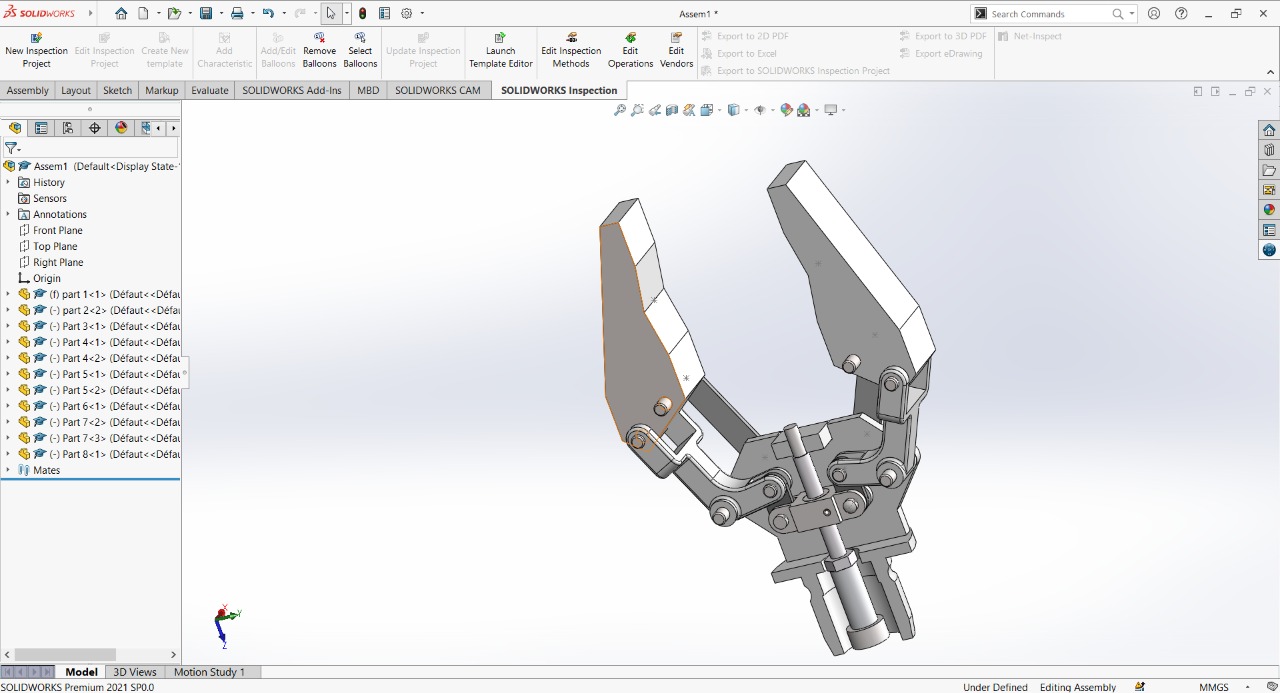 SOLIDWORKS
Assem1 *
Search Commands
New Inspection Project.
Edit Inspection Project
Create New template
Add Characteristic
Add/Edit Balloons
Remove Balloons
Select Balloons
Update Inspection Project
Launch Template Editor
Edit Inspection Methods
Edit Operations
Edit Vendors
Export to 2D PDF
Export to Excel
Export to SOLIDWORKS Inspection Project
Export to 3D PDF
Export eDrawing
Net-Inspect
Assembly
Layout
Sketch
Markup
Evaluate
SOLIDWORKS Add-Ins
MBD
SOLIDWORKS CAM
SOLIDWORKS Inspection
Assem1 (Default<Display State-
History
Sensors
Annotations
Front Plane
Top Plane
Right Plane
Origin
(f) part 1<1> (Défaut<<Défau
(-) part 2<2> (Défaut<<Défau
(-) Part 3<1> (Défaut<<Défau
(-) Part 4<1> (Défaut<<Défau
(-) Part 4<2> (Défaut<<Défau
(-) Part 5<1> (Défaut<<Défau
(-) Part 5<2> (Défaut<<Défau
(-) Part 6<1> (Défaut<<Défau
(-) Part 7<2> (Défaut<<Défau
(-) Part 7<3> (Défaut<<Défau
(-) Part 8<1> (Défaut<<Défau
Mates
X
Y
Z
Model
3D Views
Motion Study 1
SOLIDWORKS Premium 2021 SP0.0
Under Defined
Editing Assembly
MMGS